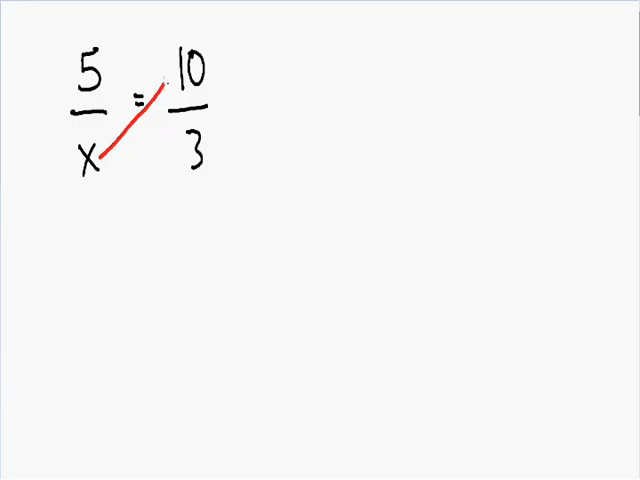 5/x = 10/3